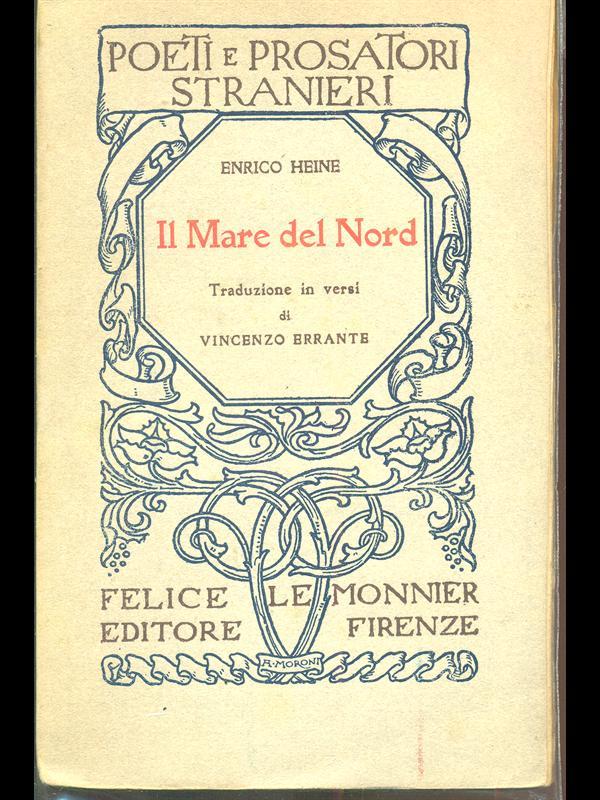 POETI E PROSATORI
STRANIERI
ENRICO HEINE
Il Mare del Nord
Traduzione in versi
di
VINCENZO ERRANTE
FELICE LE MONNIER
EDITORE FIRENZE
A·MORONI